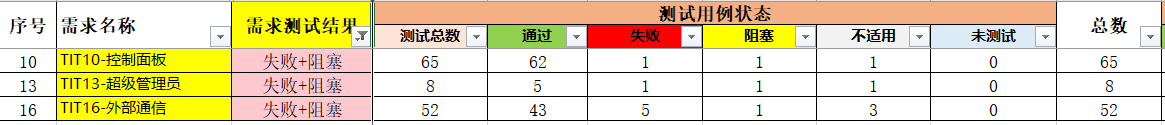 序号 需求名称 需求测试结果 测试用例状态 总数
测试总数 通过 失败 阻塞 不适用 未测试
10 TIT10-控制面板 失败+阻塞 65 62 1 1 1 0 65
13 TIT13-超级管理员 失败+阻塞 8 5 1 1 1 0 8
16 TIT16-外部通信 失败+阻塞 52 43 5 1 3 0 52